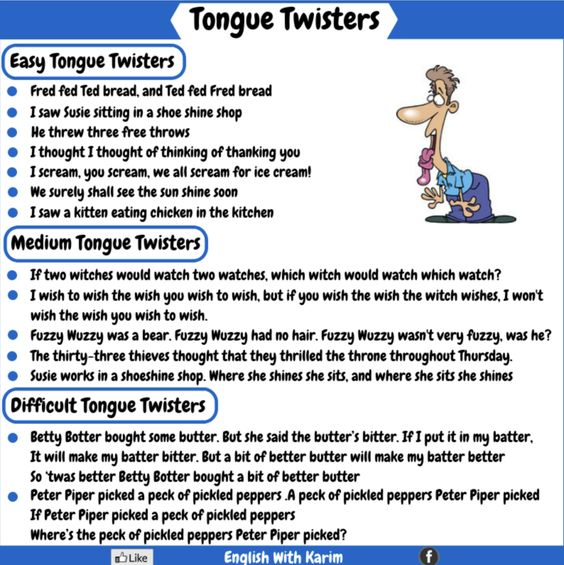 Tongue Twisters
Easy Tongue Twisters
Fred fed Ted bread, and Ted fed Fred bread
I saw Susie sitting in a shoe shine shop
He threw three free throws
I thought I thought of thinking of thanking you
I scream, you scream, we all scream for ice cream!
We surely shall see the sun shine soon
I saw a kitten eating chicken in the kitchen
Medium Tongue Twisters
If two witches would watch two watches, which witch would watch which watch?
I wish to wish the wish you wish to wish, but if you wish the wish the witch wishes, I won't
wish the wish you wish to wish.
Fuzzy Wuzzy was a bear. Fuzzy Wuzzy had no hair. Fuzzy Wuzzy wasn't very fuzzy, was he?
The thirty-three thieves thought that they thrilled the throne throughout Thursday.
Susie works in a shoeshine shop. Where she shines she sits, and where she sits she shines
Difficult Tongue Twisters
Betty Botter bought some butter. But she said the butter's bitter. If I put it in my batter,
It will make my batter bitter. But a bit of better butter will make my batter better
So 'twas better Betty Botter bought a bit of better butter
Peter Piper picked a peck of pickled peppers .A peck of pickled peppers Peter Piper picked
If Peter Piper picked a peck of pickled peppers
Where's the peck of pickled peppers Peter Piper picked?
Like English With Karim f